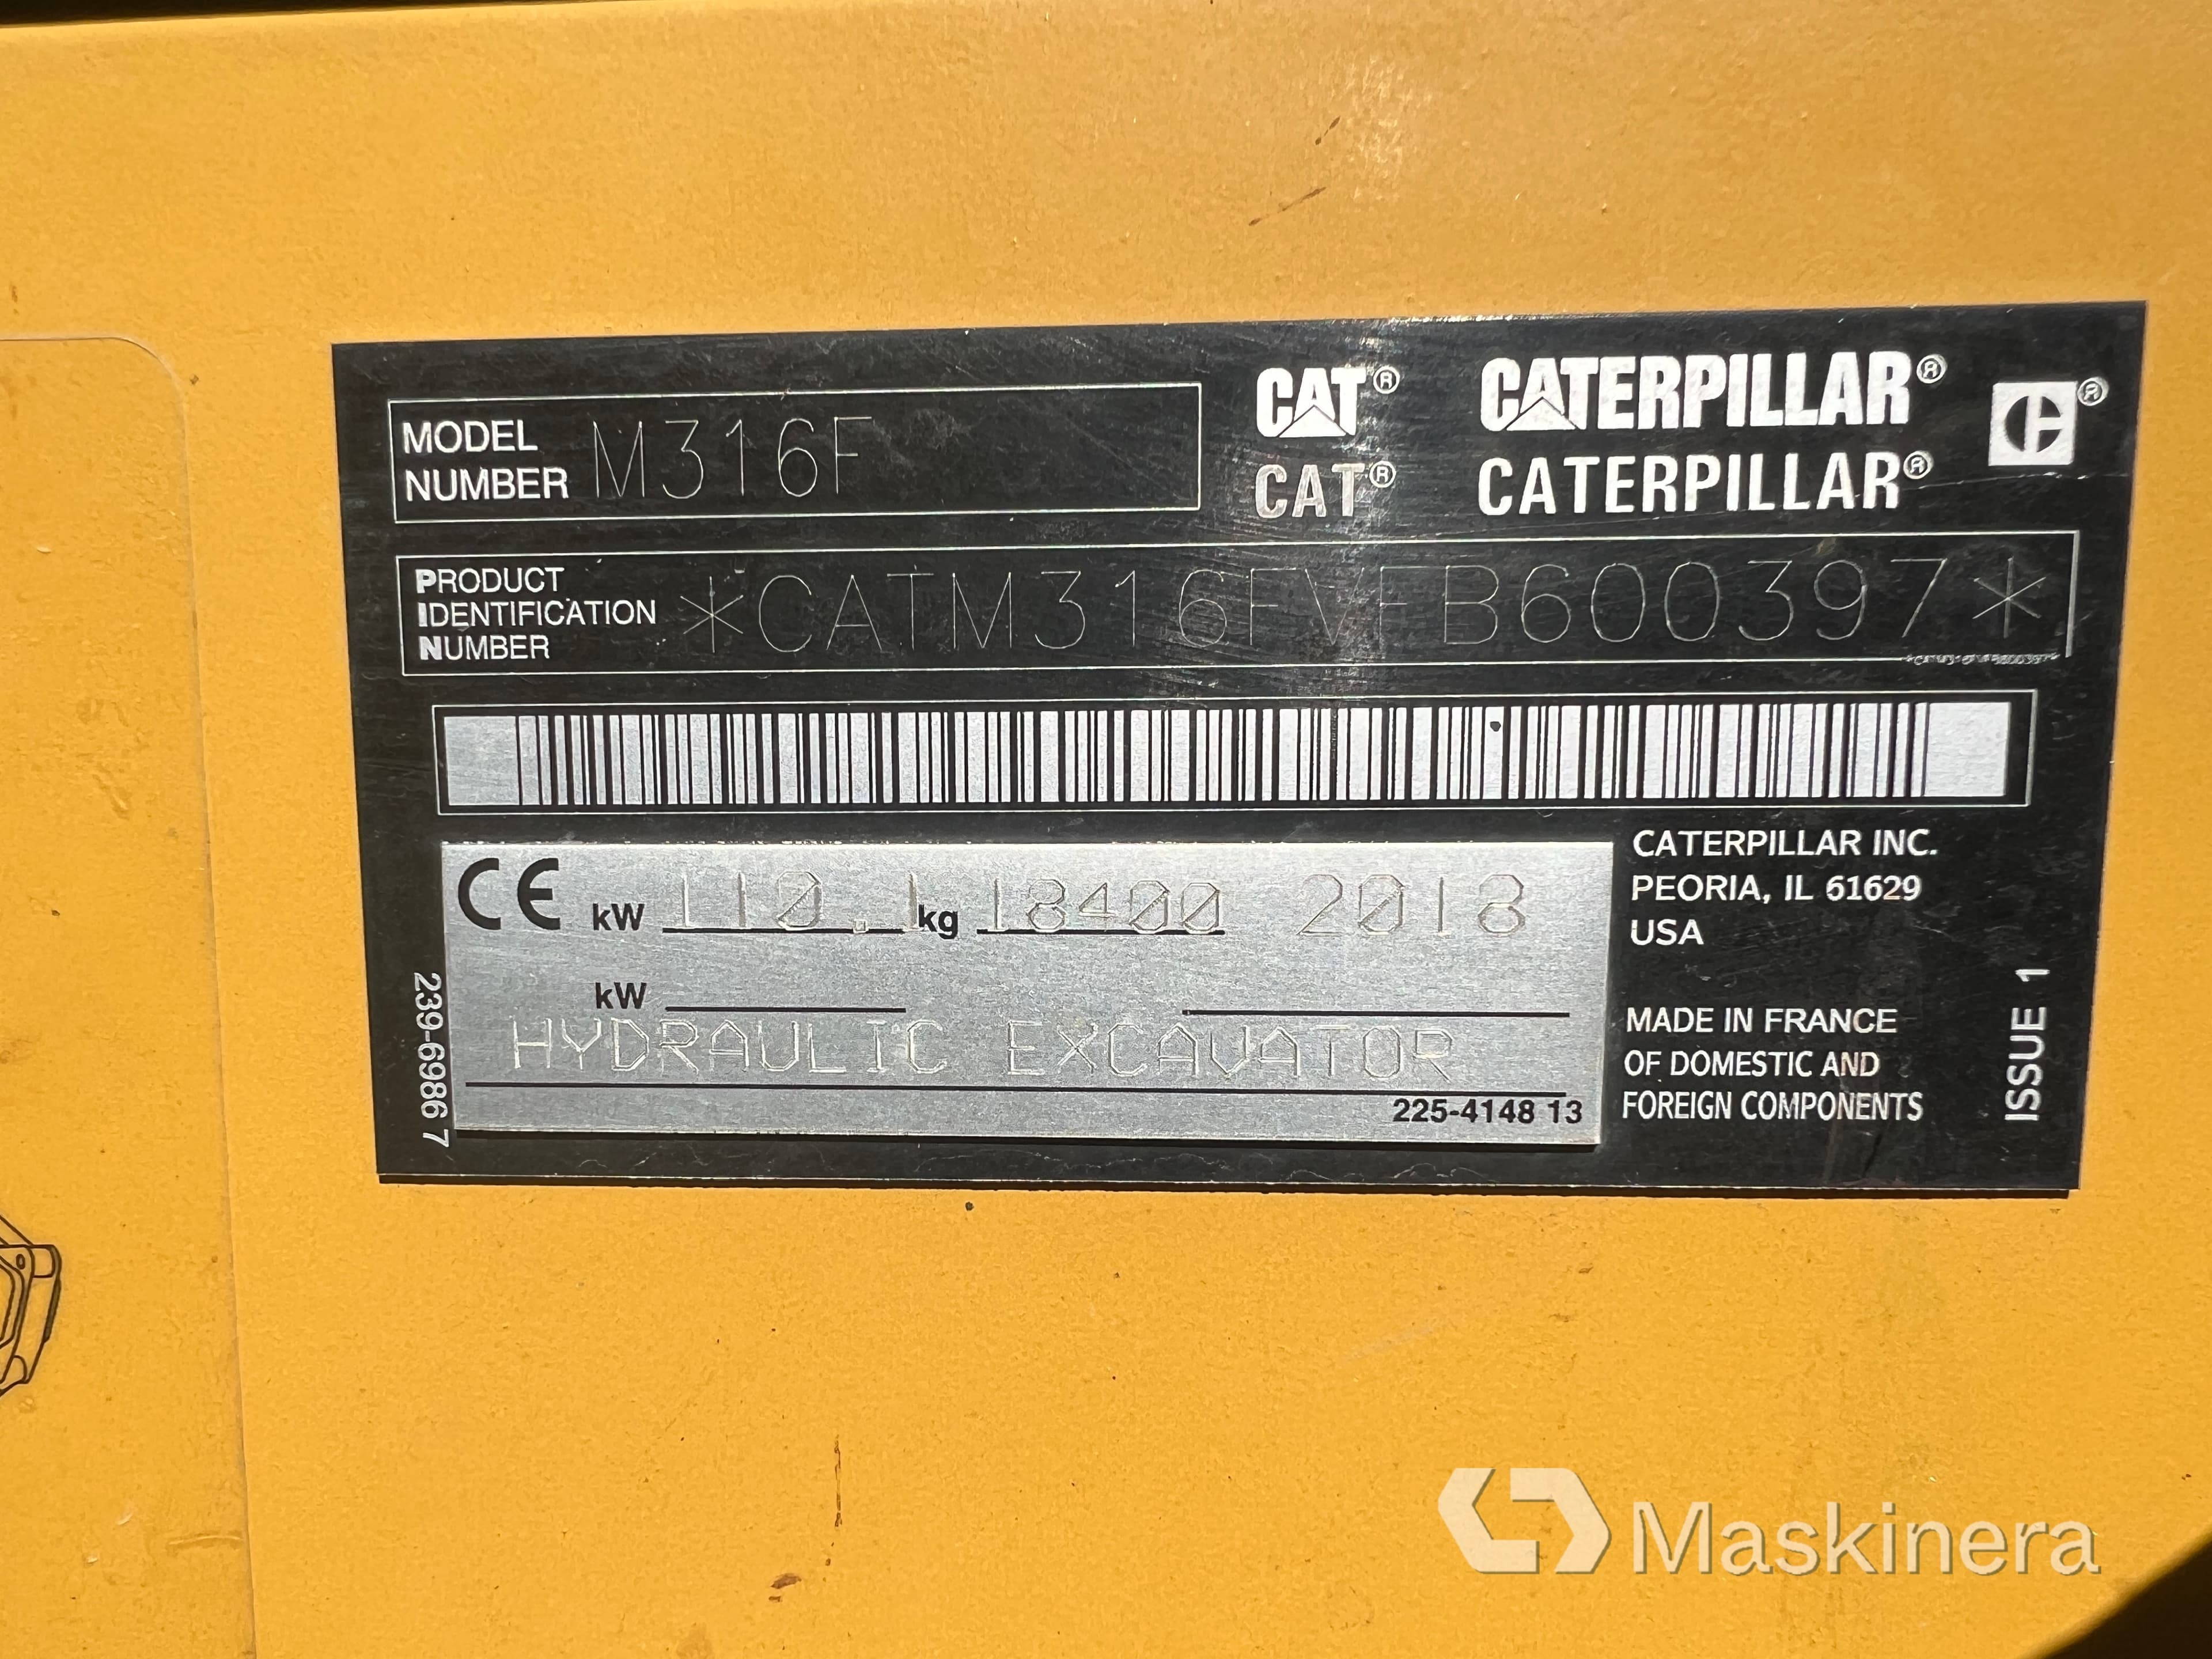 MODEL NUMBER M316F
CAT® CATERPILLAR®
CAT® CATERPILLAR®
PRODUCT IDENTIFICATION NUMBER *CATM316FVFB600397*
*CATM316FVFB600397*
CE kW 110.1 kg 18400 2018
kW
HYDRAULIC EXCAVATOR
225-4148 13
239-6986 7
CATERPILLAR INC.
PEORIA, IL 61629
USA
MADE IN FRANCE
OF DOMESTIC AND
FOREIGN COMPONENTS
ISSUE 1
Maskinera